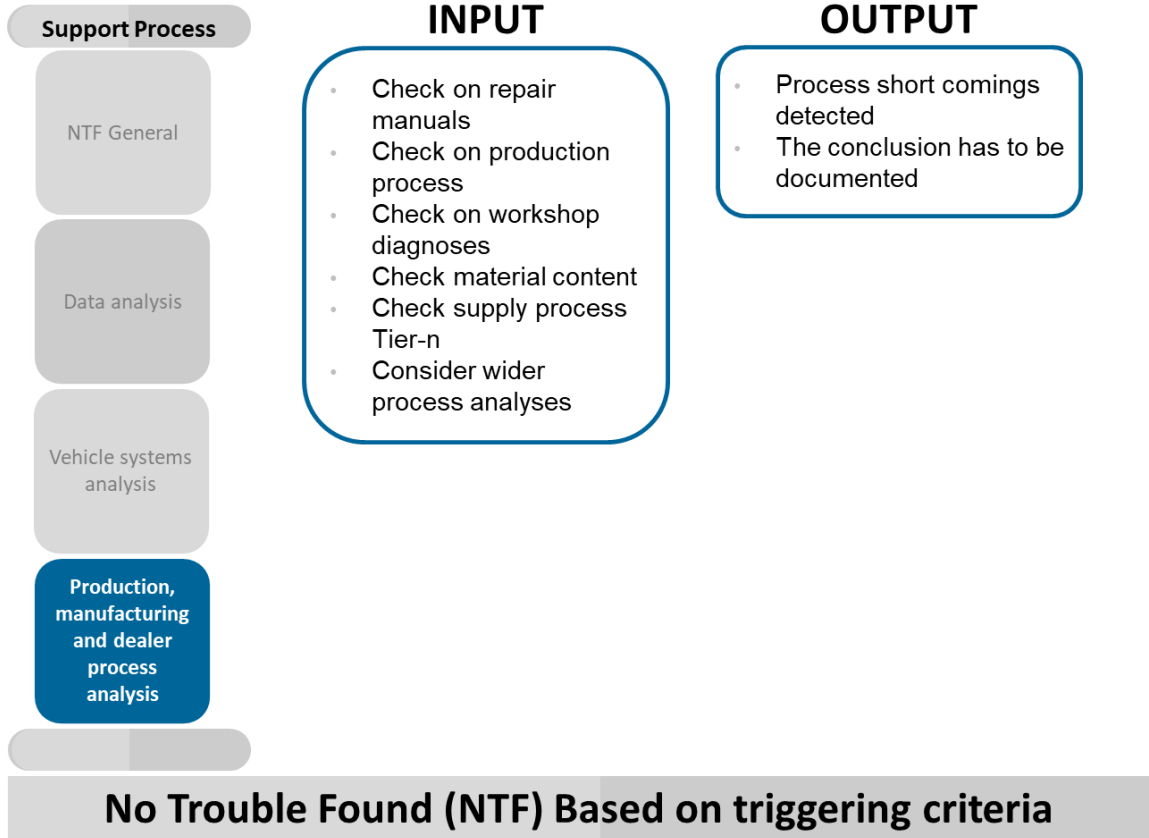 Support Process
NTF General
Data analysis
Vehicle systems
analysis
Production,
manufacturing
and dealer
process
analysis
INPUT
• Check on repair
manuals
• Check on production
process
• Check on workshop
diagnoses
• Check material content
• Check supply process
Tier-n
• Consider wider
process analyses
OUTPUT
• Process short comings
detected
• The conclusion has to be
documented
No Trouble Found (NTF) Based on triggering criteria